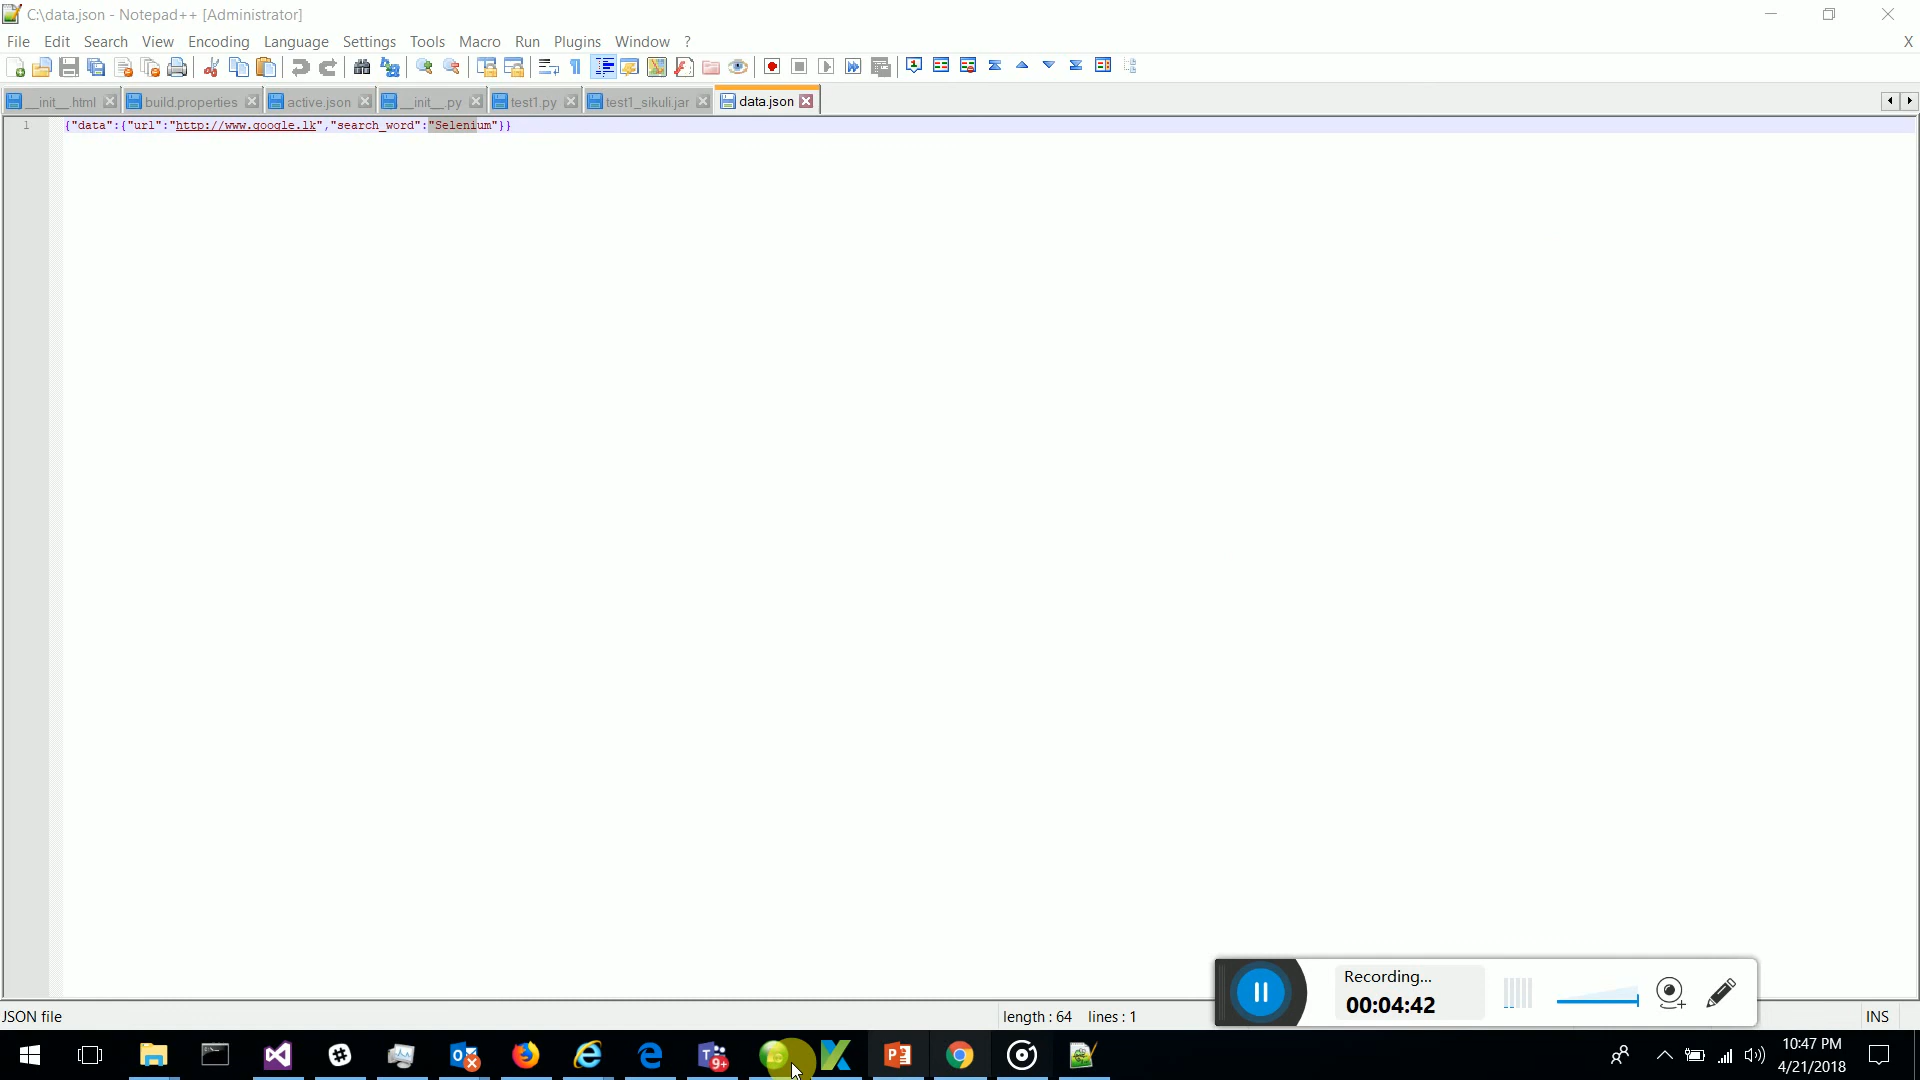 C:\data.json - Notepad++ [Administrator]
File Edit Search View Encoding Language Settings Tools Macro Run Plugins Window ? X
__init__.html build.properties active.json __init__.py test1.py test1_sikuli.jar data.json
1 {"data":{"url":"http://www.google.lk","search_word":"Selenium"}}
Recording...
00:04:42
JSON file length : 64 lines : 1 INS
9+
10:47 PM
4/21/2018